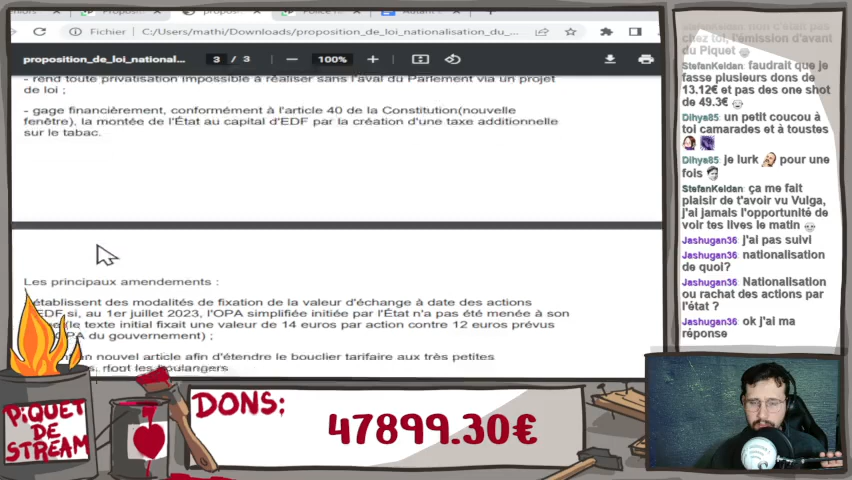 Fichier
C:/Users/mathi/Downloads/proposition_de_loi_nationalisation_du_
proposition_de_loi_national... 3 / 3 100%
- rend toute privatisation impossible à réaliser sans l'aval du Parlement via un projet
de loi ;
- gage financièrement, conformément à l'article 40 de la Constitution(nouvelle
fenêtre), la montée de l'État au capital d'EDF par la création d'une taxe additionnelle
sur le tabac.
Les principaux amendements :
établissent des modalités de fixation de la valeur d'échange à date des actions
si, au 1er juillet 2023, l'OPA simplifiée initiée par l'État n'a pas été menée à son
(le texte initial fixait une valeur de 14 euros par action contre 12 euros prévus
du gouvernement) ;
nouvel article afin d'étendre le bouclier tarifaire aux très petites
les boulangers
PIQUET
DE
STREAM
DONS:
47899.30€
StefanKeidan: non c'était pas
chez toi, l'émission d'avant
du Piquet
StefanKeidan: faudrait que je
fasse plusieurs dons de
13.12€ et pas des one shot
de 49.3€
Dihya85: un petit coucou à
toi camarades et à toustes
Dihya85: je lurk pour une
fois
StefanKeidan: ça me fait
plaisir de t'avoir vu Vulga,
j'ai jamais l'opportunité de
voir tes lives le matin
Jashugan36: j'ai pas suivi
Jashugan36: nationalisation
de quoi?
Jashugan36: Nationalisation
ou rachat des actions par
l'état ?
Jashugan36: ok j'ai ma
réponse